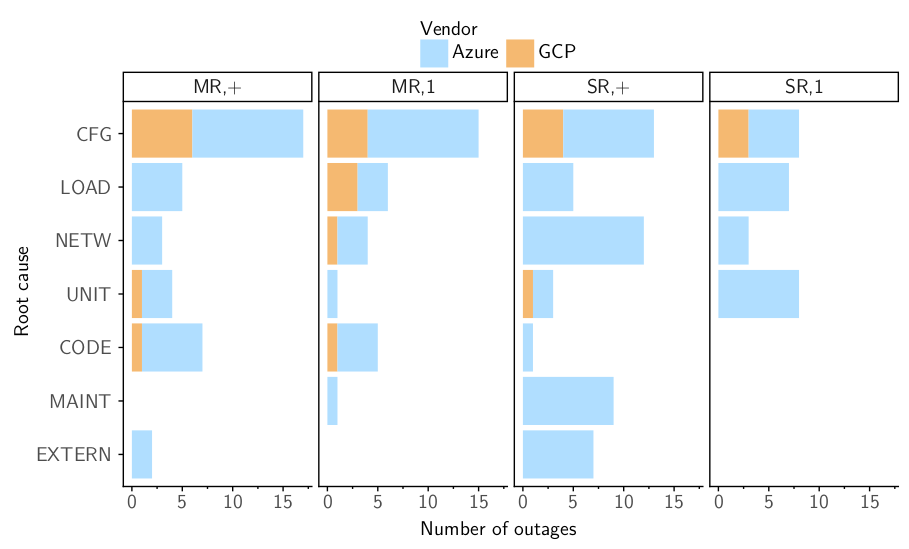 Vendor
Azure GCP
MR,+ MR,1 SR,+ SR,1
CFG
LOAD
NETW
UNIT
CODE
MAINT
EXTERN
Root cause
0 5 10 15 0 5 10 15 0 5 10 15 0 5 10 15
Number of outages